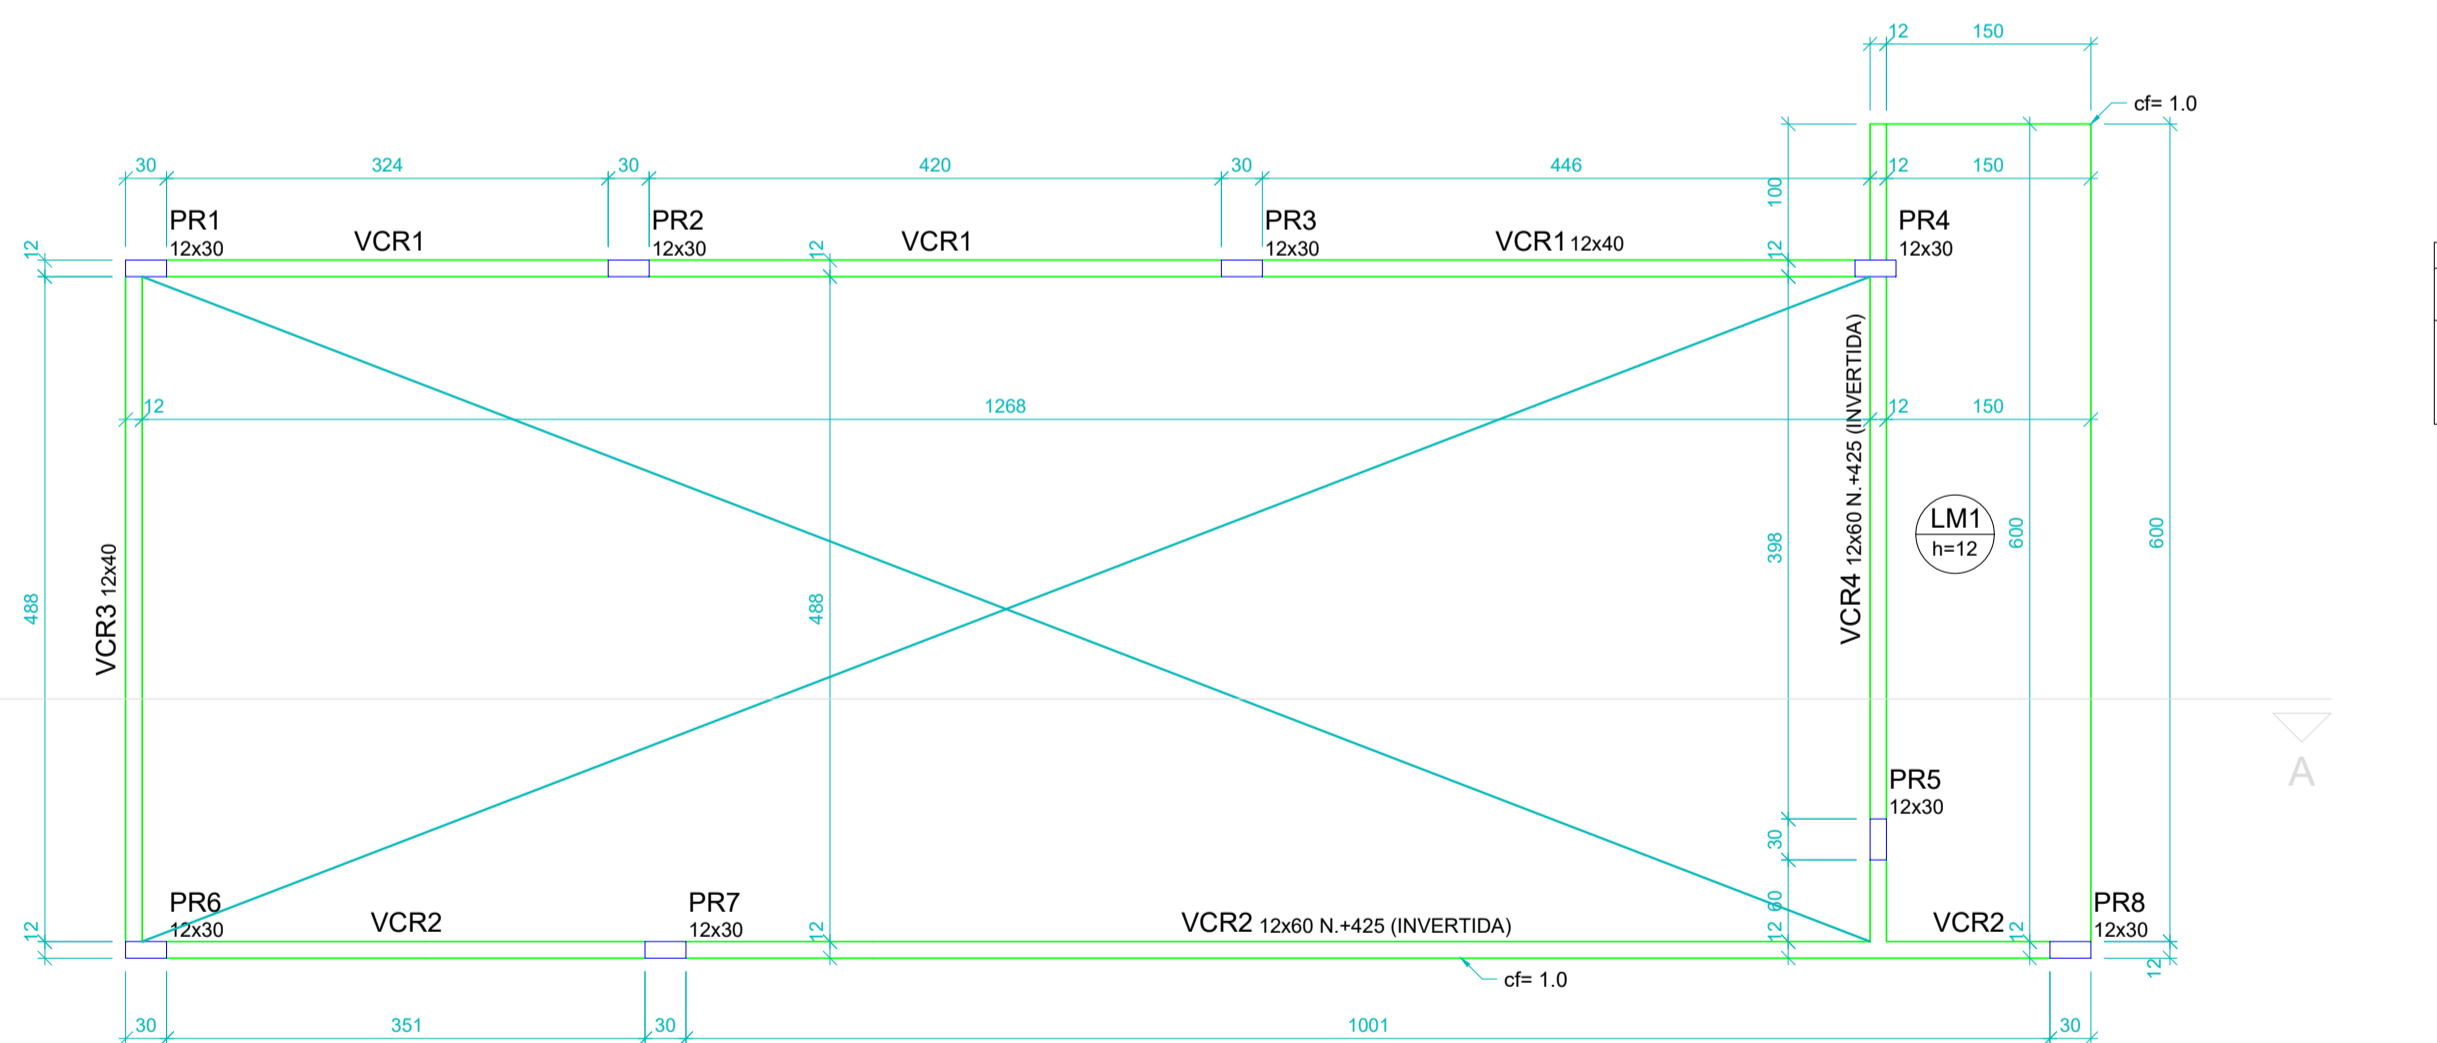 12 150
cf= 1.0
30 324 30 420 30 446 12 150
100
PR1
12x30
VCR1
PR2
12x30
VCR1
PR3
12x30
VCR1 12x40
PR4
12x30
12
12
12
12 1268 12 150
VCR3 12x40
488
488
398
VCR4 12x60 N.+425 (INVERTIDA)
LM1
h=12
600
600
A
PR5
12x30
30
60
PR6
12x30
VCR2
PR7
12x30
VCR2 12x60 N.+425 (INVERTIDA)
VCR2
PR8
12x30
12
12
12
12
12
cf= 1.0
30 351 30 1001 30